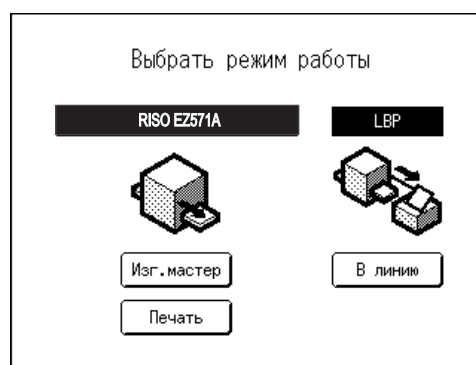 Выбрать режим работы
RISO EZ571A
LBP
Изг.мастер
В линию
Печать